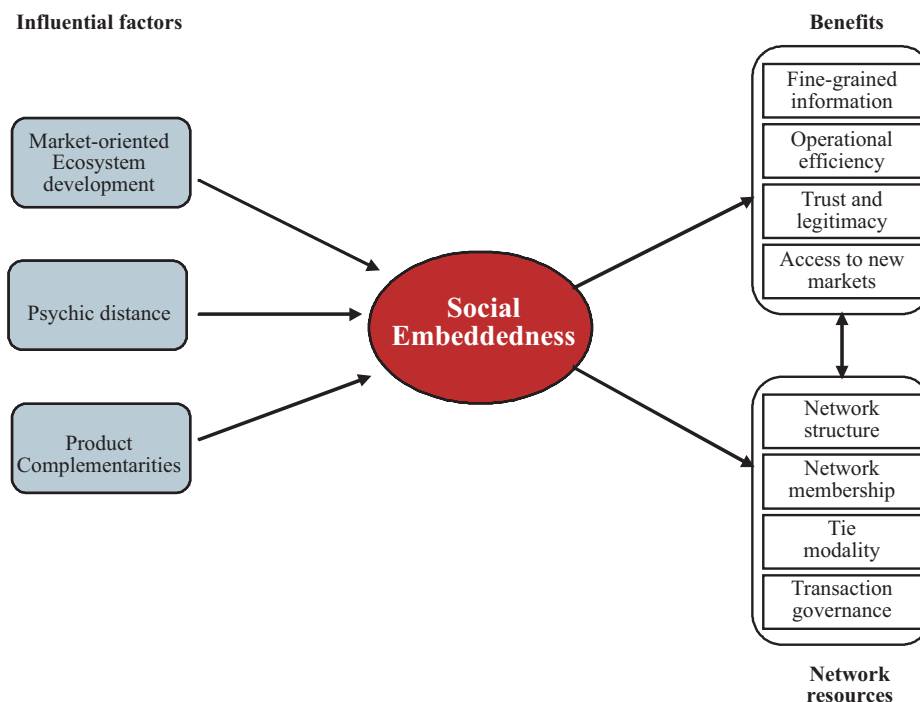 Influential factors
Market-oriented
Ecosystem
development
Psychic distance
Product
Complementarities
Social
Embeddedness
Benefits
Fine-grained
information
Operational
efficiency
Trust and
legitimacy
Access to new
markets
Network
structure
Network
membership
Tie
modality
Transaction
governance
Network
resources